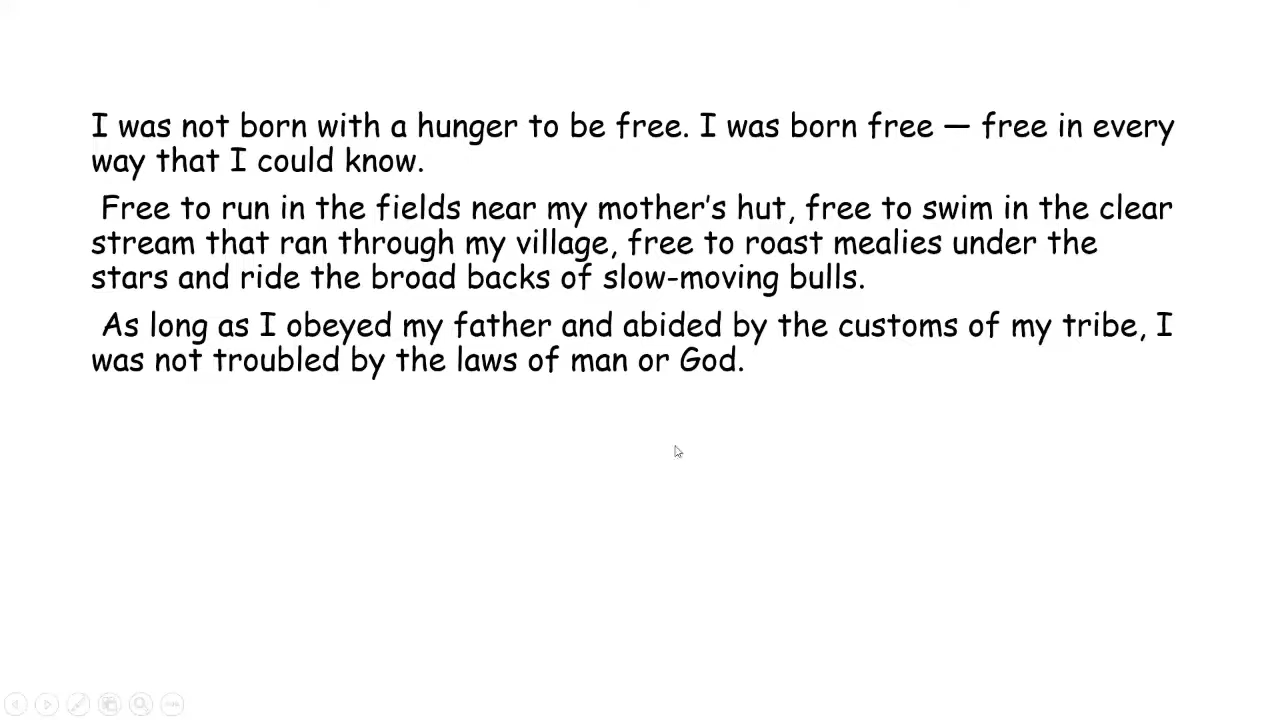 I was not born with a hunger to be free. I was born free — free in every
way that I could know.
Free to run in the fields near my mother’s hut, free to swim in the clear
stream that ran through my village, free to roast mealies under the
stars and ride the broad backs of slow-moving bulls.
As long as I obeyed my father and abided by the customs of my tribe, I
was not troubled by the laws of man or God.